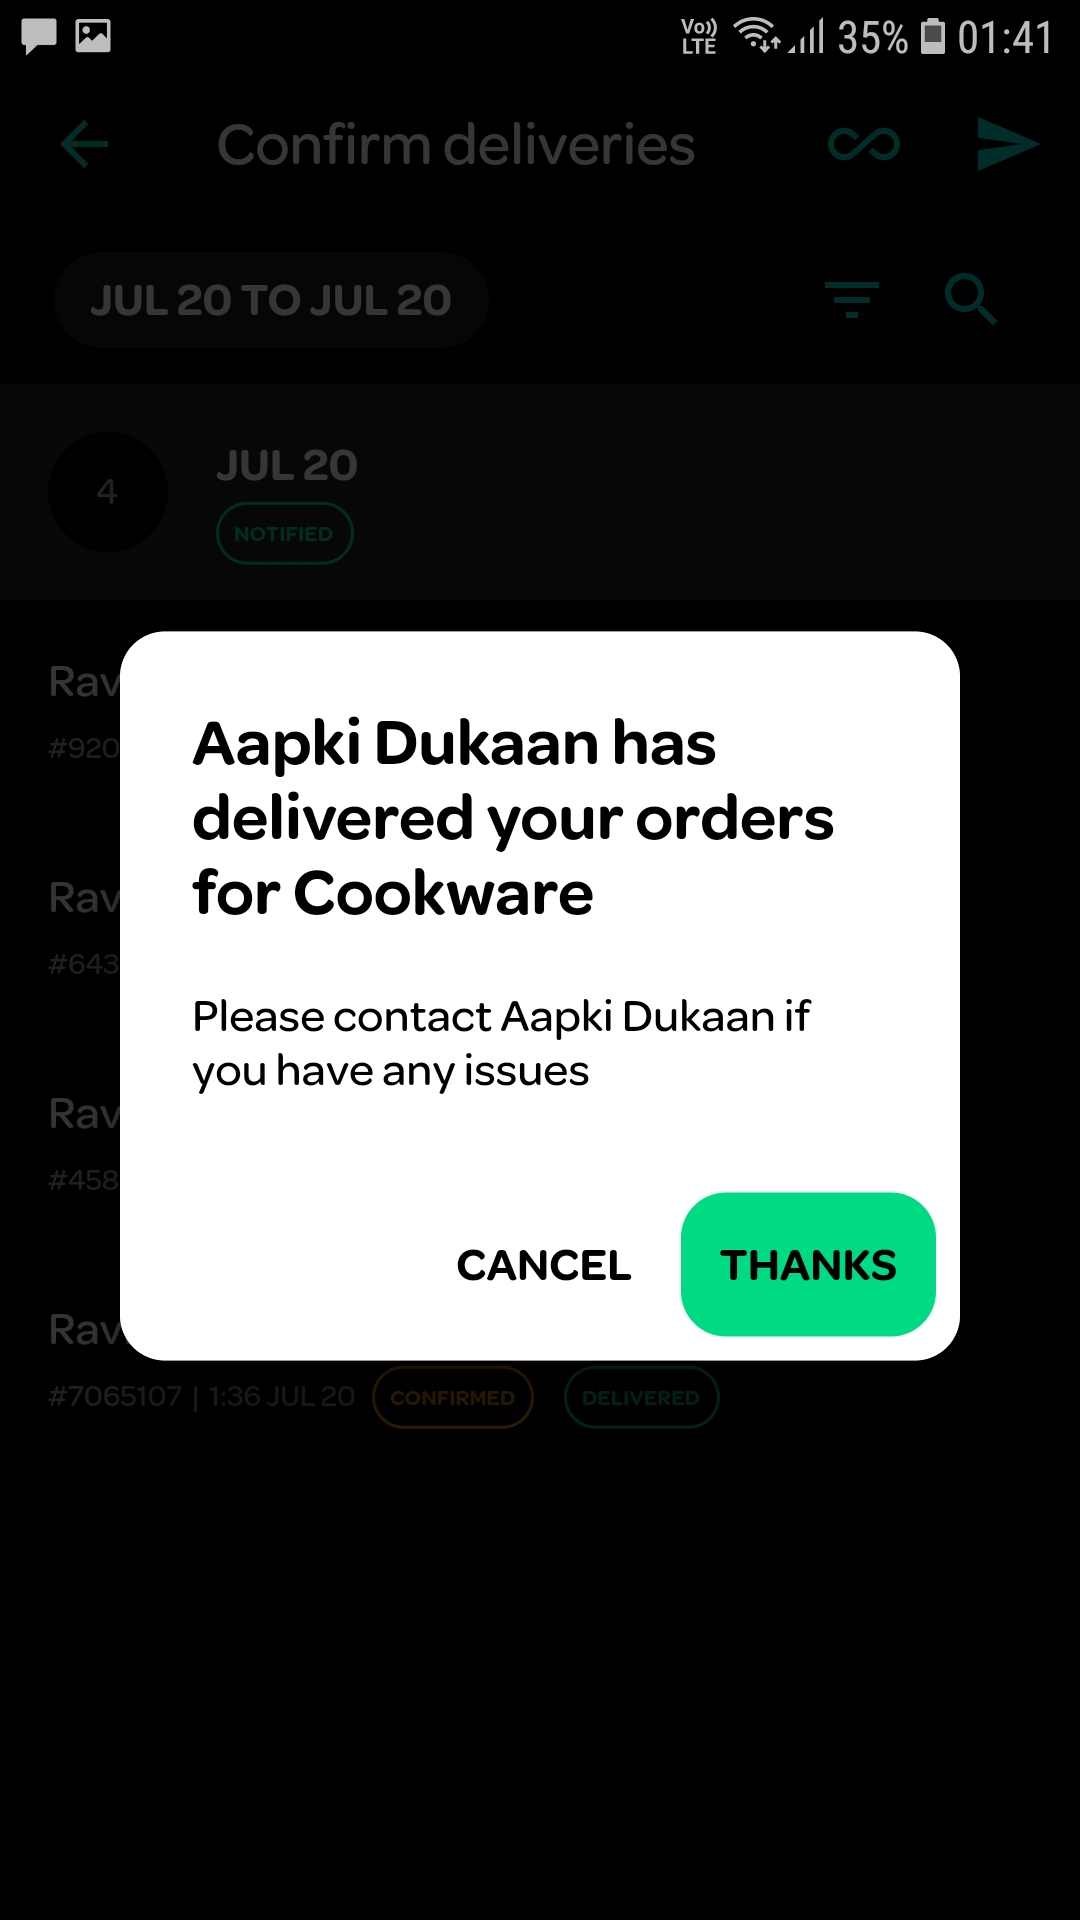 Vo)) LTE 35% 01:41
Confirm deliveries
JUL 20 TO JUL 20
4
JUL 20
NOTIFIED
Rav
#920
Rav
#643
Rav
#458
Rav
#7065107 | 1:36 JUL 20 CONFIRMED DELIVERED
Aapki Dukaan has
delivered your orders
for Cookware
Please contact Aapki Dukaan if
you have any issues
CANCEL THANKS